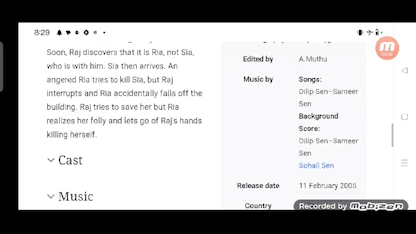 8:29
Soon, Raj discovers that it is Ria, not Sia,
who is with him. Sia then arrives. An
angered Ria tries to kill Sia, but Raj
interrupts and Ria accidentally falls off the
building. Raj tries to save her but Ria
realizes her folly and lets go of Raj's hands
killing herself.
Cast
Music
Edited by A. Muthu
Music by Songs:
Dilip Sen-Sameer
Sen
Background
Score:
Dilip Sen-Sameer
Sen
Sohail Sen
Release date 11 February 2005
Country
Recorded by Mobizen